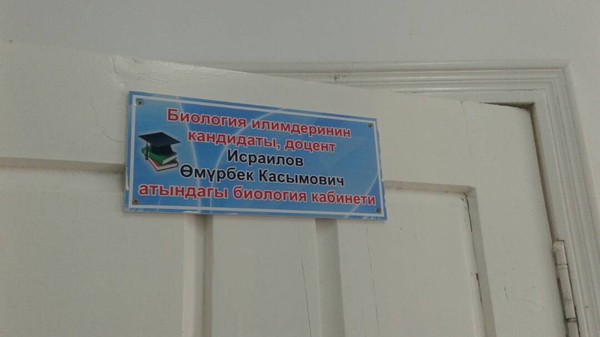 Биология илимдеринин
кандидаты, доцент
Исраилов
Өмүрбек Касымович
атындагы биология кабинети